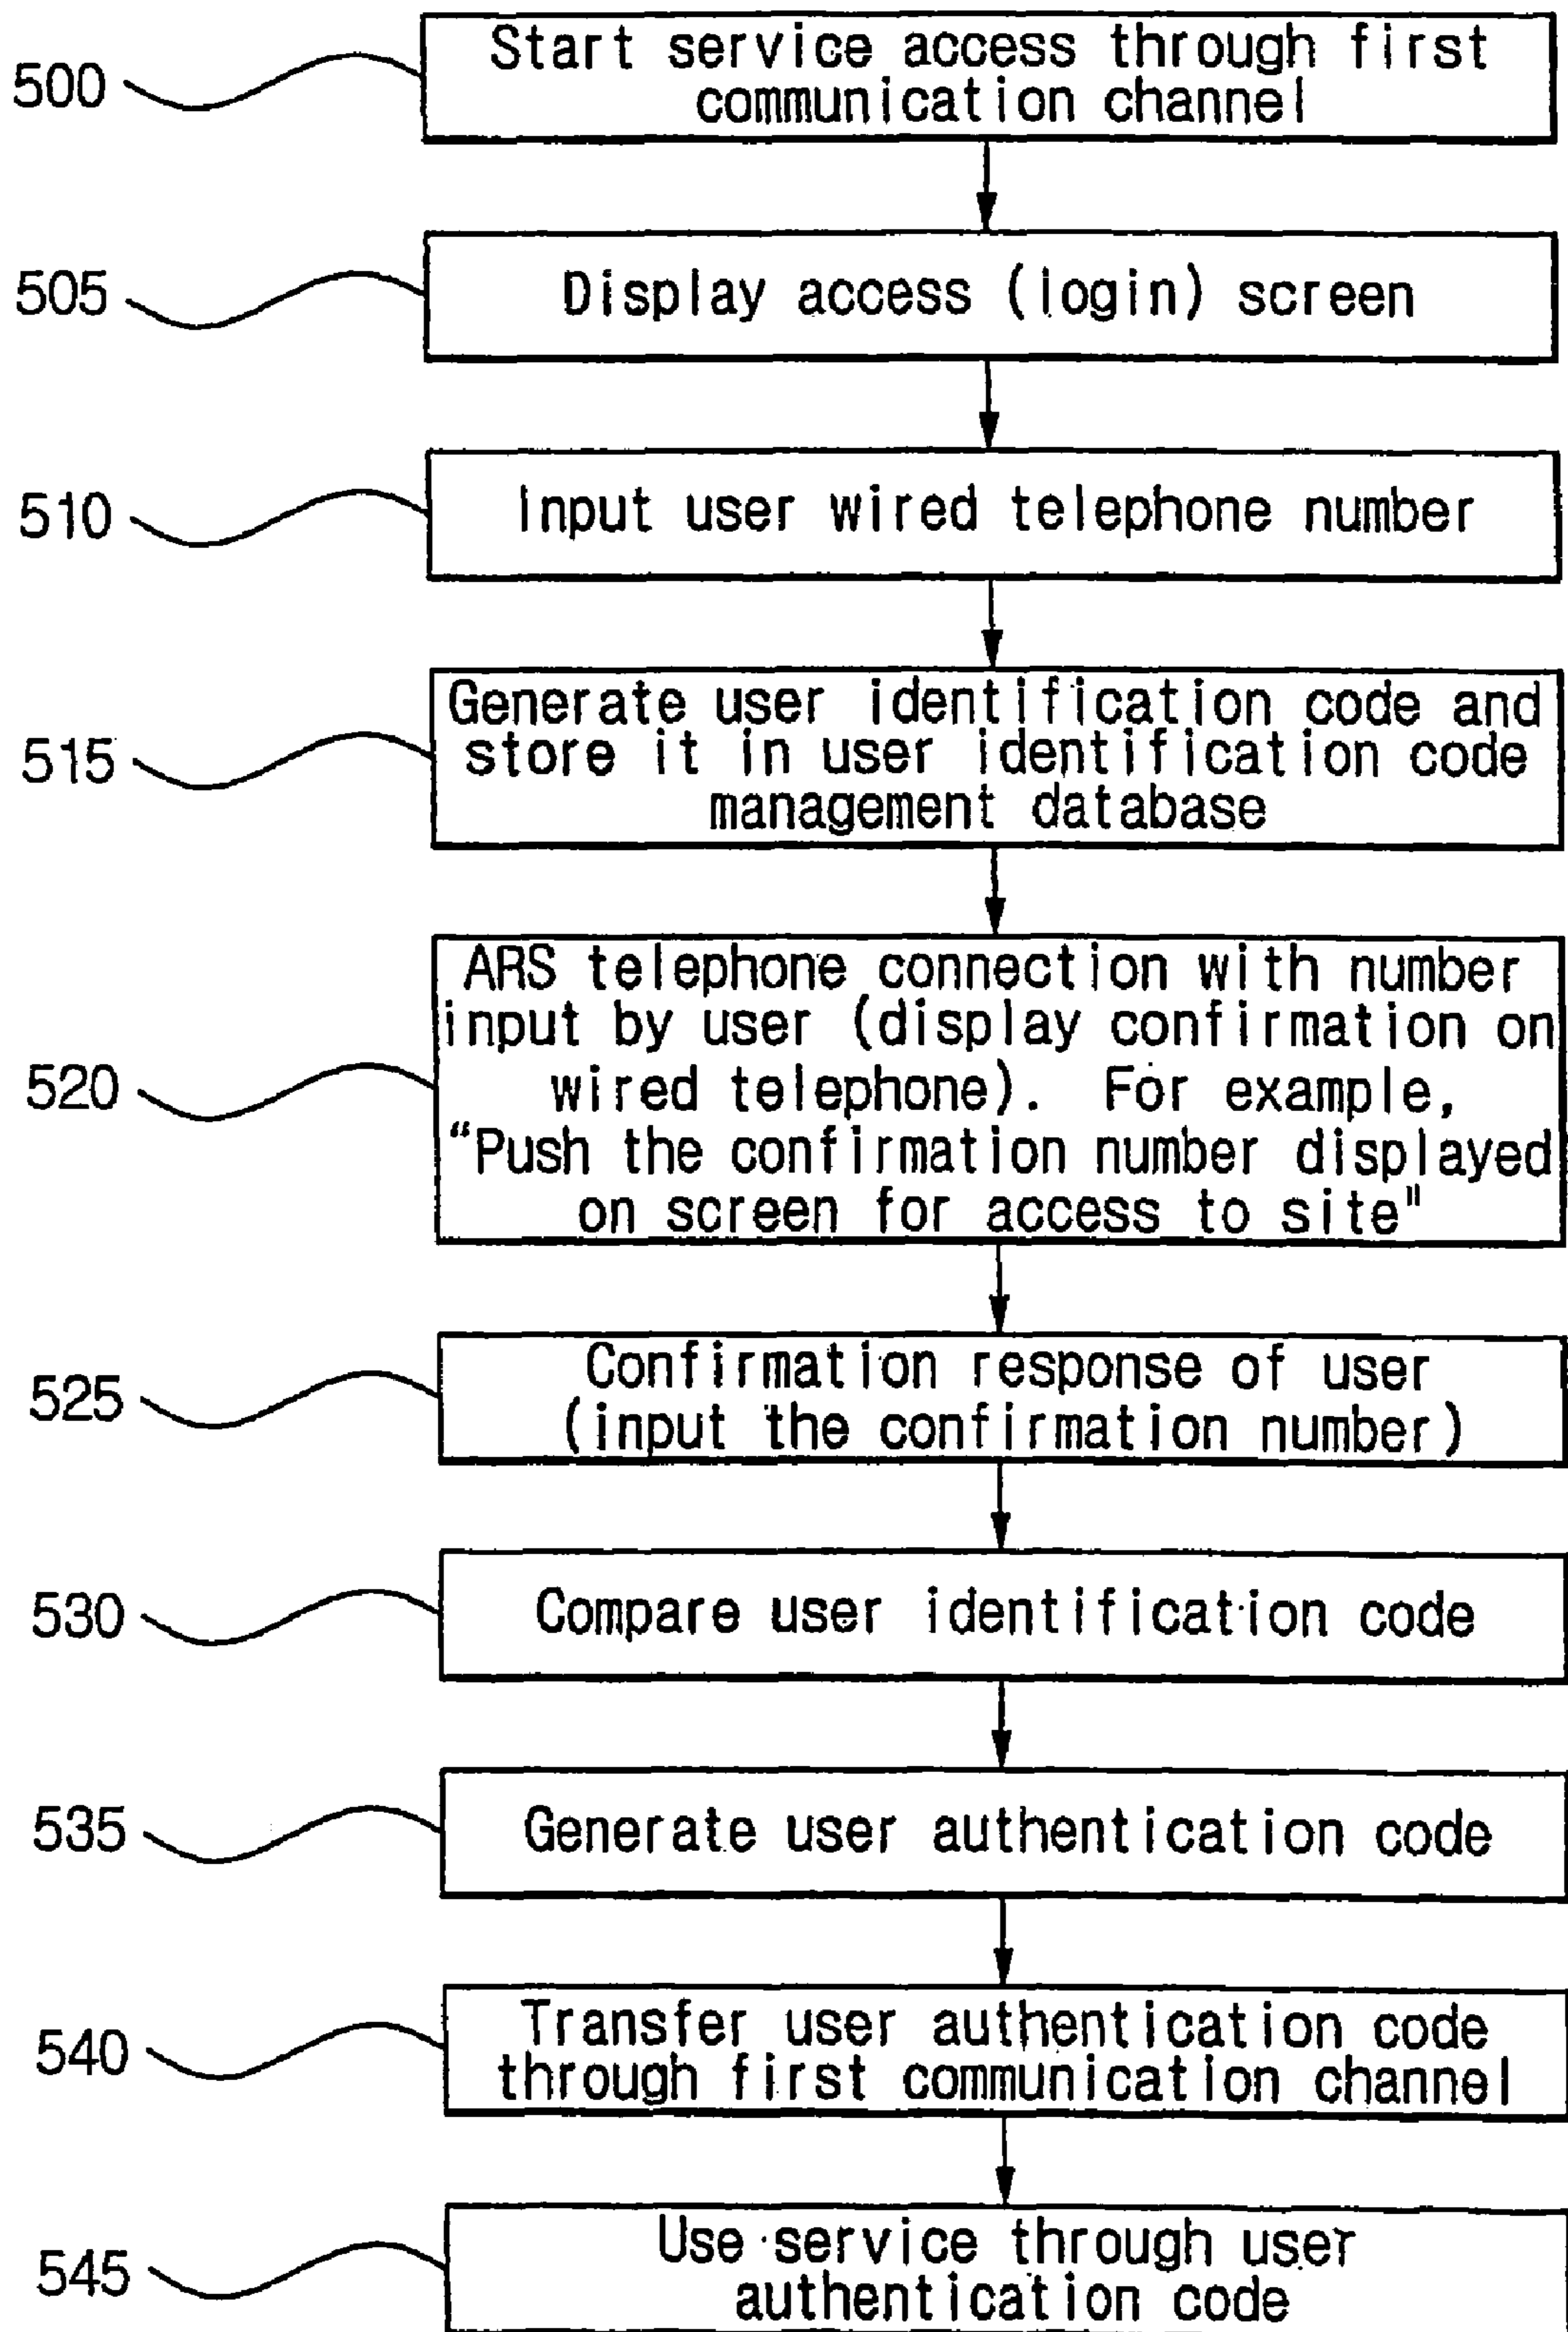 500
Start service access through first
communication channel
505
Display access (login) screen
510
Input user wired telephone number
515
Generate user identification code and
store it in user identification code
management database
520
ARS telephone connection with number
input by user (display confirmation on
wired telephone). For example,
“Push the confirmation number displayed
on screen for access to site"
525
Confirmation response of user
(input the confirmation number)
530
Compare user identification code
535
Generate user authentication code
540
Transfer user authentication code
through first communication channel
545
Use service through user
authentication code